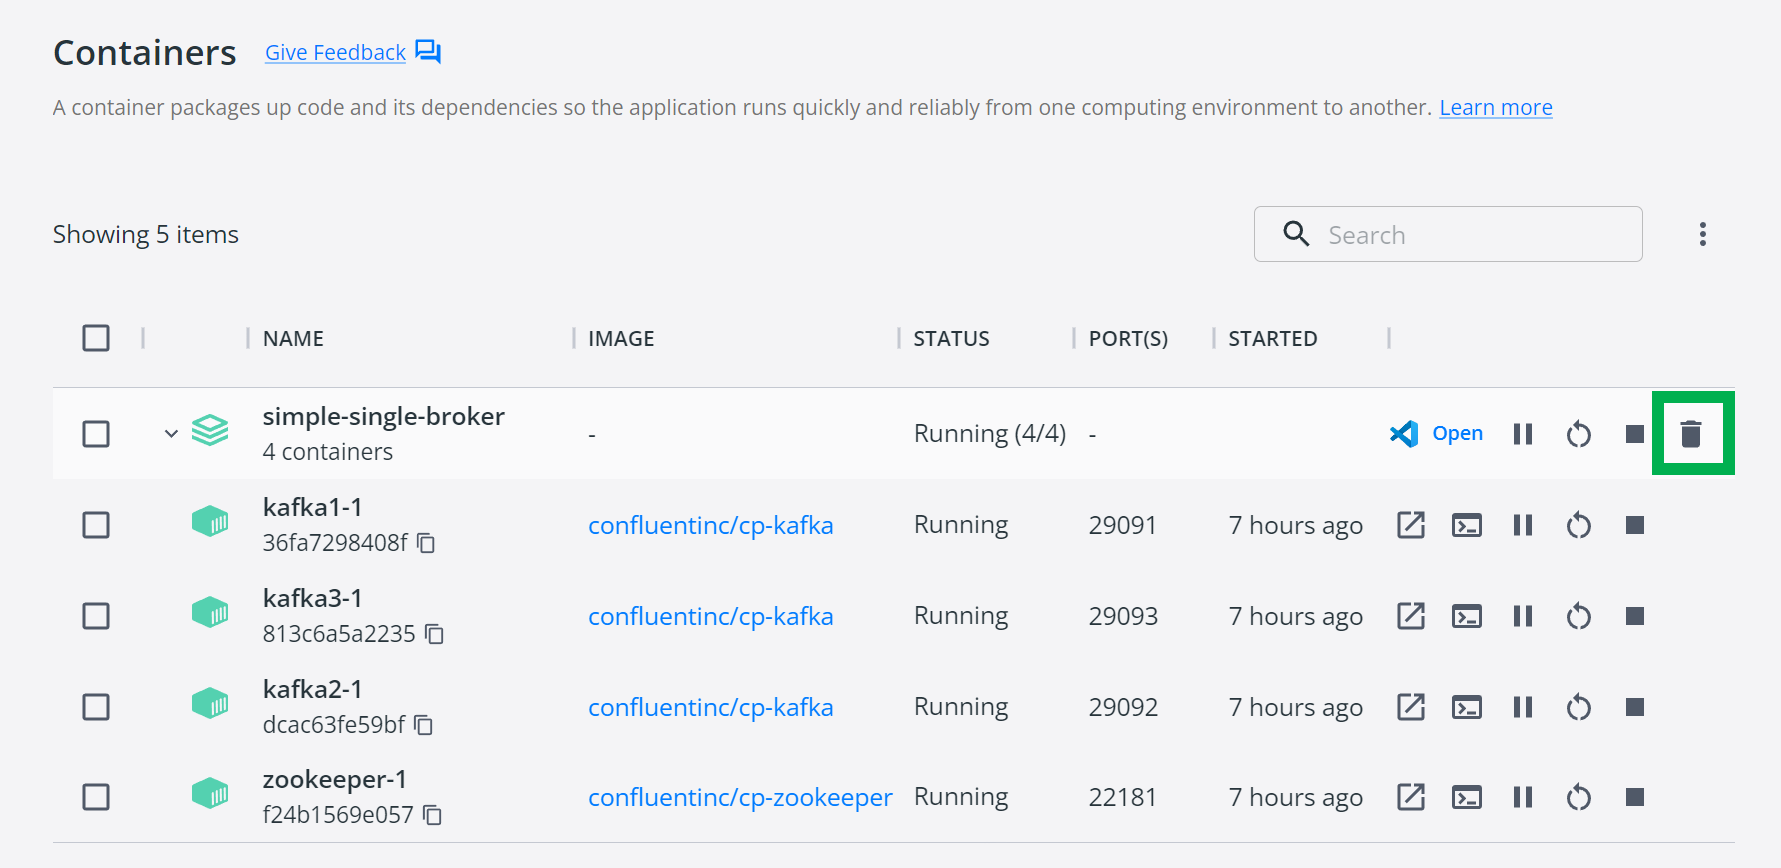 Containers Give Feedback
A container packages up code and its dependencies so the application runs quickly and reliably from one computing environment to another. Learn more
Showing 5 items Search
NAME IMAGE STATUS PORT(S) STARTED
simple-single-broker
4 containers - Running (4/4) - Open
kafka1-1
36fa7298408f confluentinc/cp-kafka Running 29091 7 hours ago
kafka3-1
813c6a5a2235 confluentinc/cp-kafka Running 29093 7 hours ago
kafka2-1
dcac63fe59bf confluentinc/cp-kafka Running 29092 7 hours ago
zookeeper-1
f24b1569e057 confluentinc/cp-zookeeper Running 22181 7 hours ago